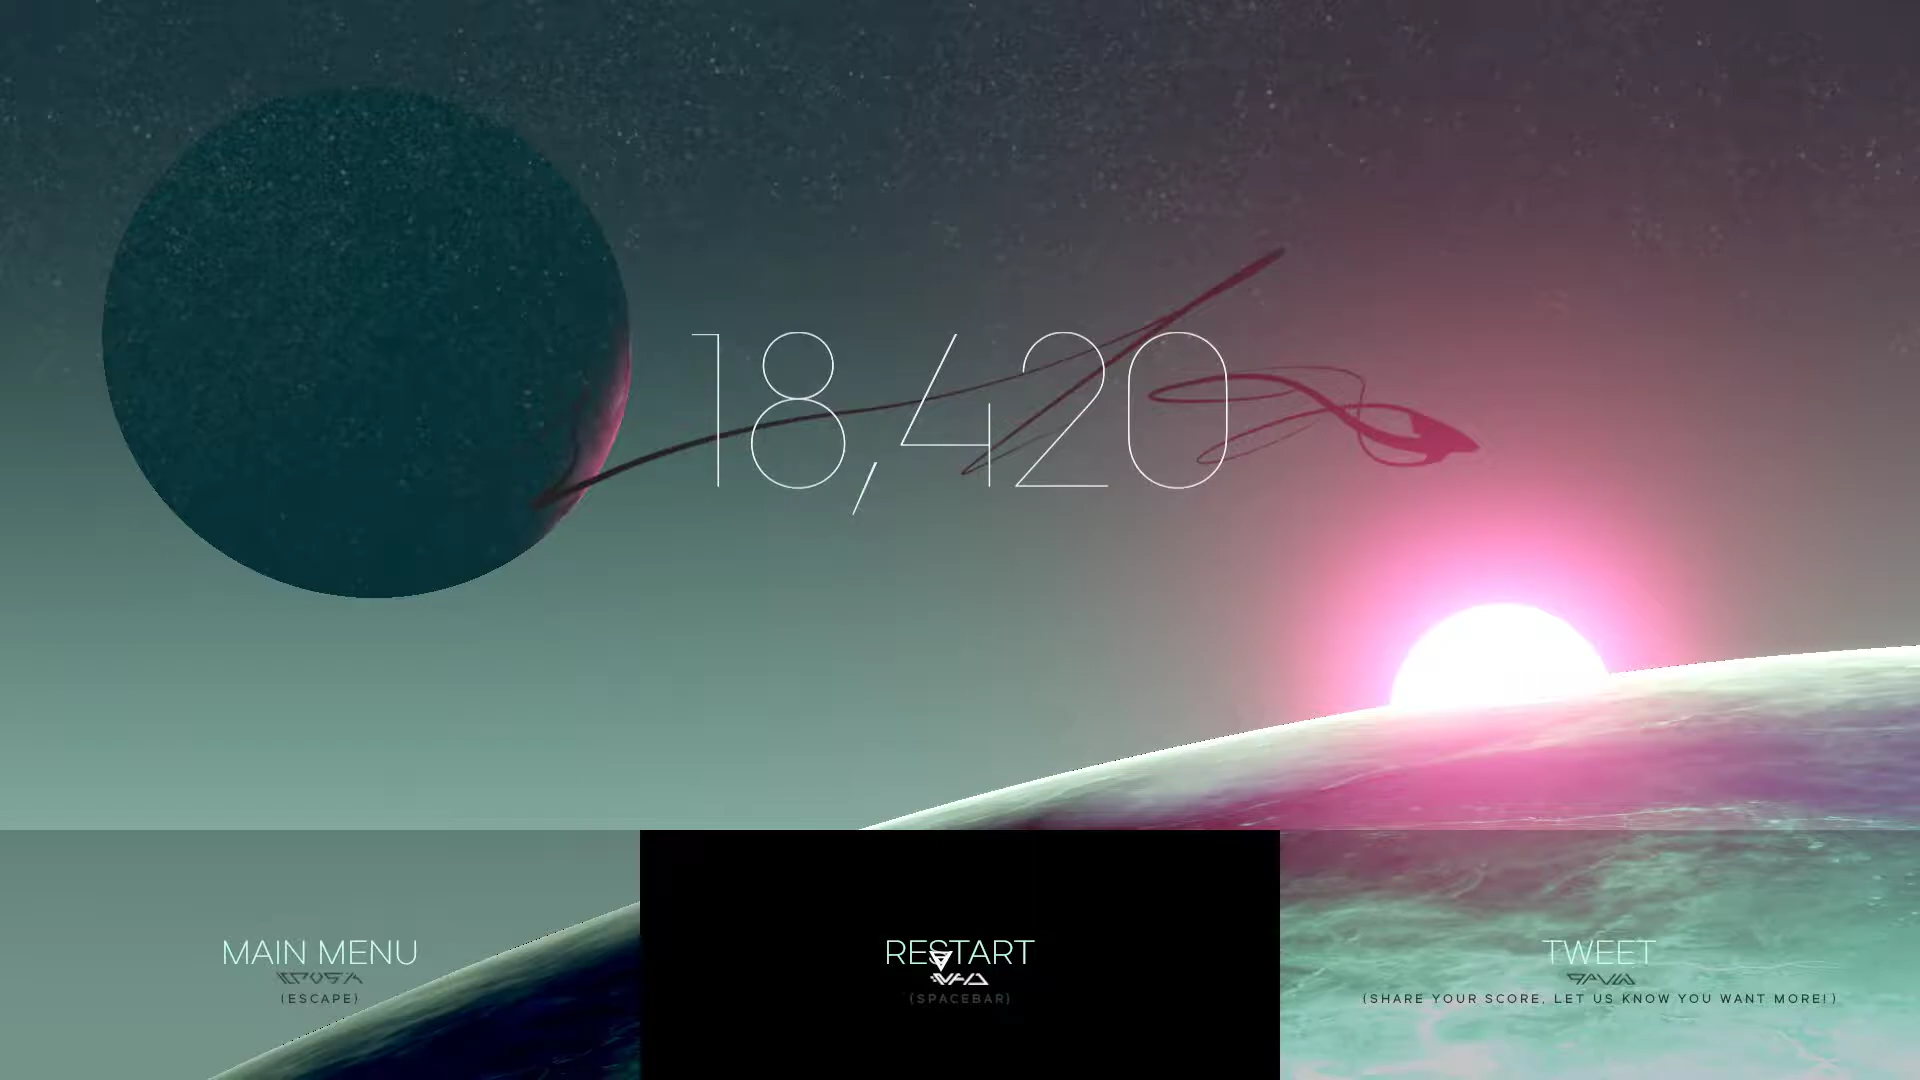 18,420
MAIN MENU
(ESCAPE)
RESTART
(SPACEBAR)
TWEET
(SHARE YOUR SCORE, LET US KNOW YOU WANT MORE!)